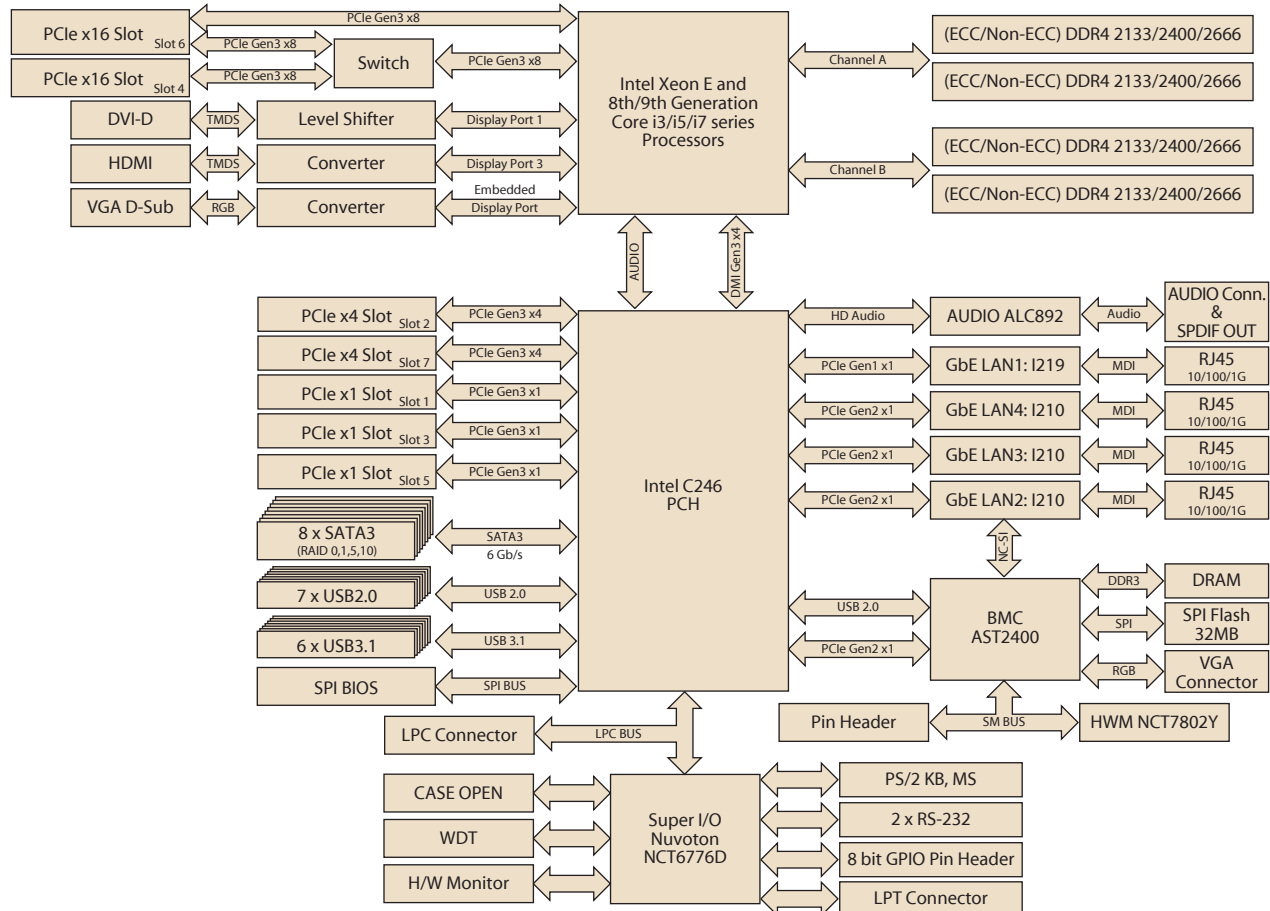 PCIe Gen3 x8
PCIe x16 Slot
Slot 6
PCIe Gen3 x8
Switch
PCIe Gen3 x8
PCIe x16 Slot
Slot 4
PCIe Gen3 x8
DVI-D
TMDS
Level Shifter
Display Port 1
HDMI
TMDS
Converter
Display Port 3
VGA D-Sub
RGB
Converter
Embedded
Display Port
Intel Xeon E and
8th/9th Generation
Core i3/i5/i7 series
Processors
Channel A
(ECC/Non-ECC) DDR4 2133/2400/2666
(ECC/Non-ECC) DDR4 2133/2400/2666
Channel B
(ECC/Non-ECC) DDR4 2133/2400/2666
(ECC/Non-ECC) DDR4 2133/2400/2666
AUDIO
DMI Gen3 x4
PCIe x4 Slot
Slot 2
PCIe Gen3 x4
PCIe x4 Slot
Slot 7
PCIe Gen3 x4
PCIe x1 Slot
Slot 1
PCIe Gen3 x1
PCIe x1 Slot
Slot 3
PCIe Gen3 x1
PCIe x1 Slot
Slot 5
PCIe Gen3 x1
8 x SATA3
(RAID 0,1,5,10)
SATA3
6 Gb/s
7 x USB2.0
USB 2.0
6 x USB3.1
USB 3.1
SPI BIOS
SPI BUS
Intel C246
PCH
HD Audio
AUDIO ALC892
Audio
AUDIO Conn.
&
SPDIF OUT
PCIe Gen1 x1
GbE LAN1: I219
MDI
RJ45
10/100/1G
PCIe Gen2 x1
GbE LAN4: I210
MDI
RJ45
10/100/1G
PCIe Gen2 x1
GbE LAN3: I210
MDI
RJ45
10/100/1G
PCIe Gen2 x1
GbE LAN2: I210
MDI
RJ45
10/100/1G
NC-SI
USB 2.0
PCIe Gen2 x1
BMC
AST2400
DDR3
DRAM
SPI
SPI Flash
32MB
RGB
VGA
Connector
Pin Header
SM BUS
HWM NCT7802Y
LPC Connector
LPC BUS
CASE OPEN
WDT
H/W Monitor
Super I/O
Nuvoton
NCT6776D
PS/2 KB, MS
2 x RS-232
8 bit GPIO Pin Header
LPT Connector